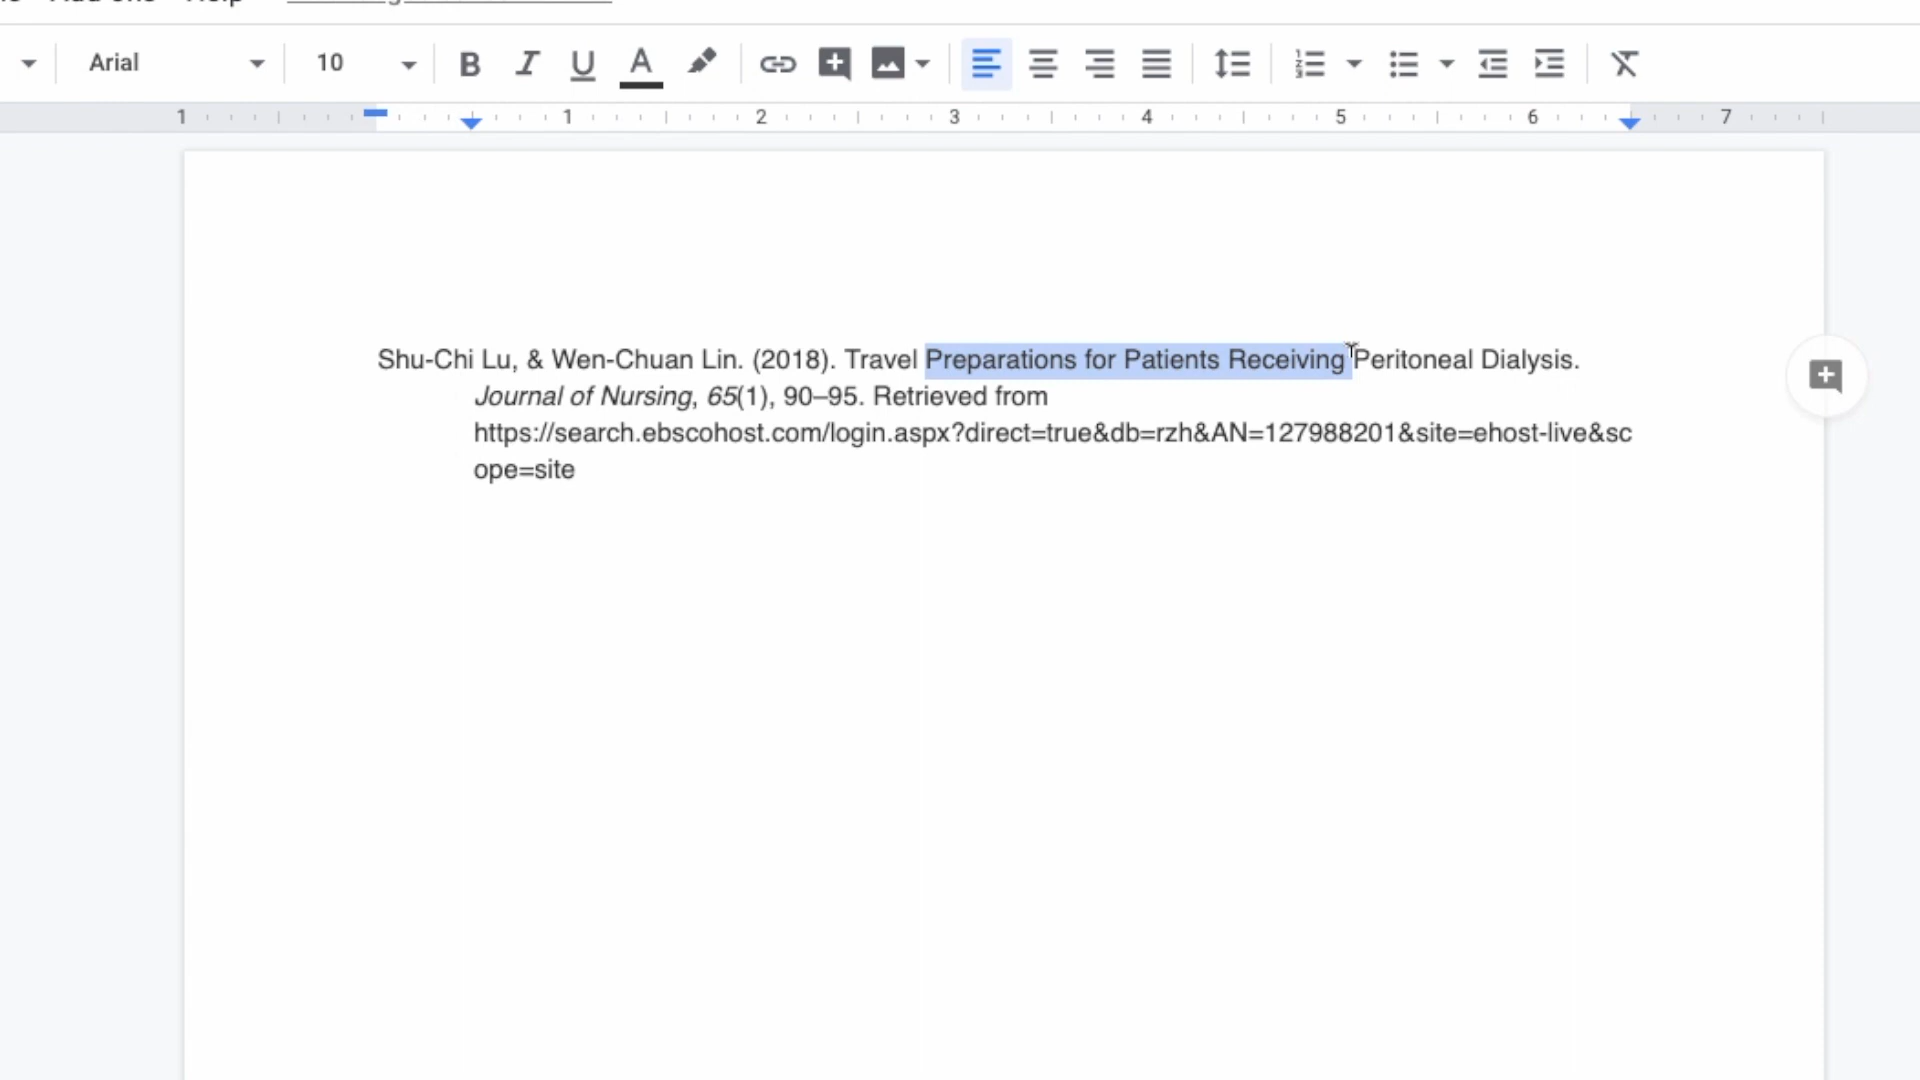 Arial 10 B I U A
1 1 2 3 4 5 6 7
Shu-Chi Lu, & Wen-Chuan Lin. (2018). Travel Preparations for Patients Receiving Peritoneal Dialysis.
Journal of Nursing, 65(1), 90–95. Retrieved from
https://search.ebscohost.com/login.aspx?direct=true&db=rzh&AN=127988201&site=ehost-live&sc
ope=site